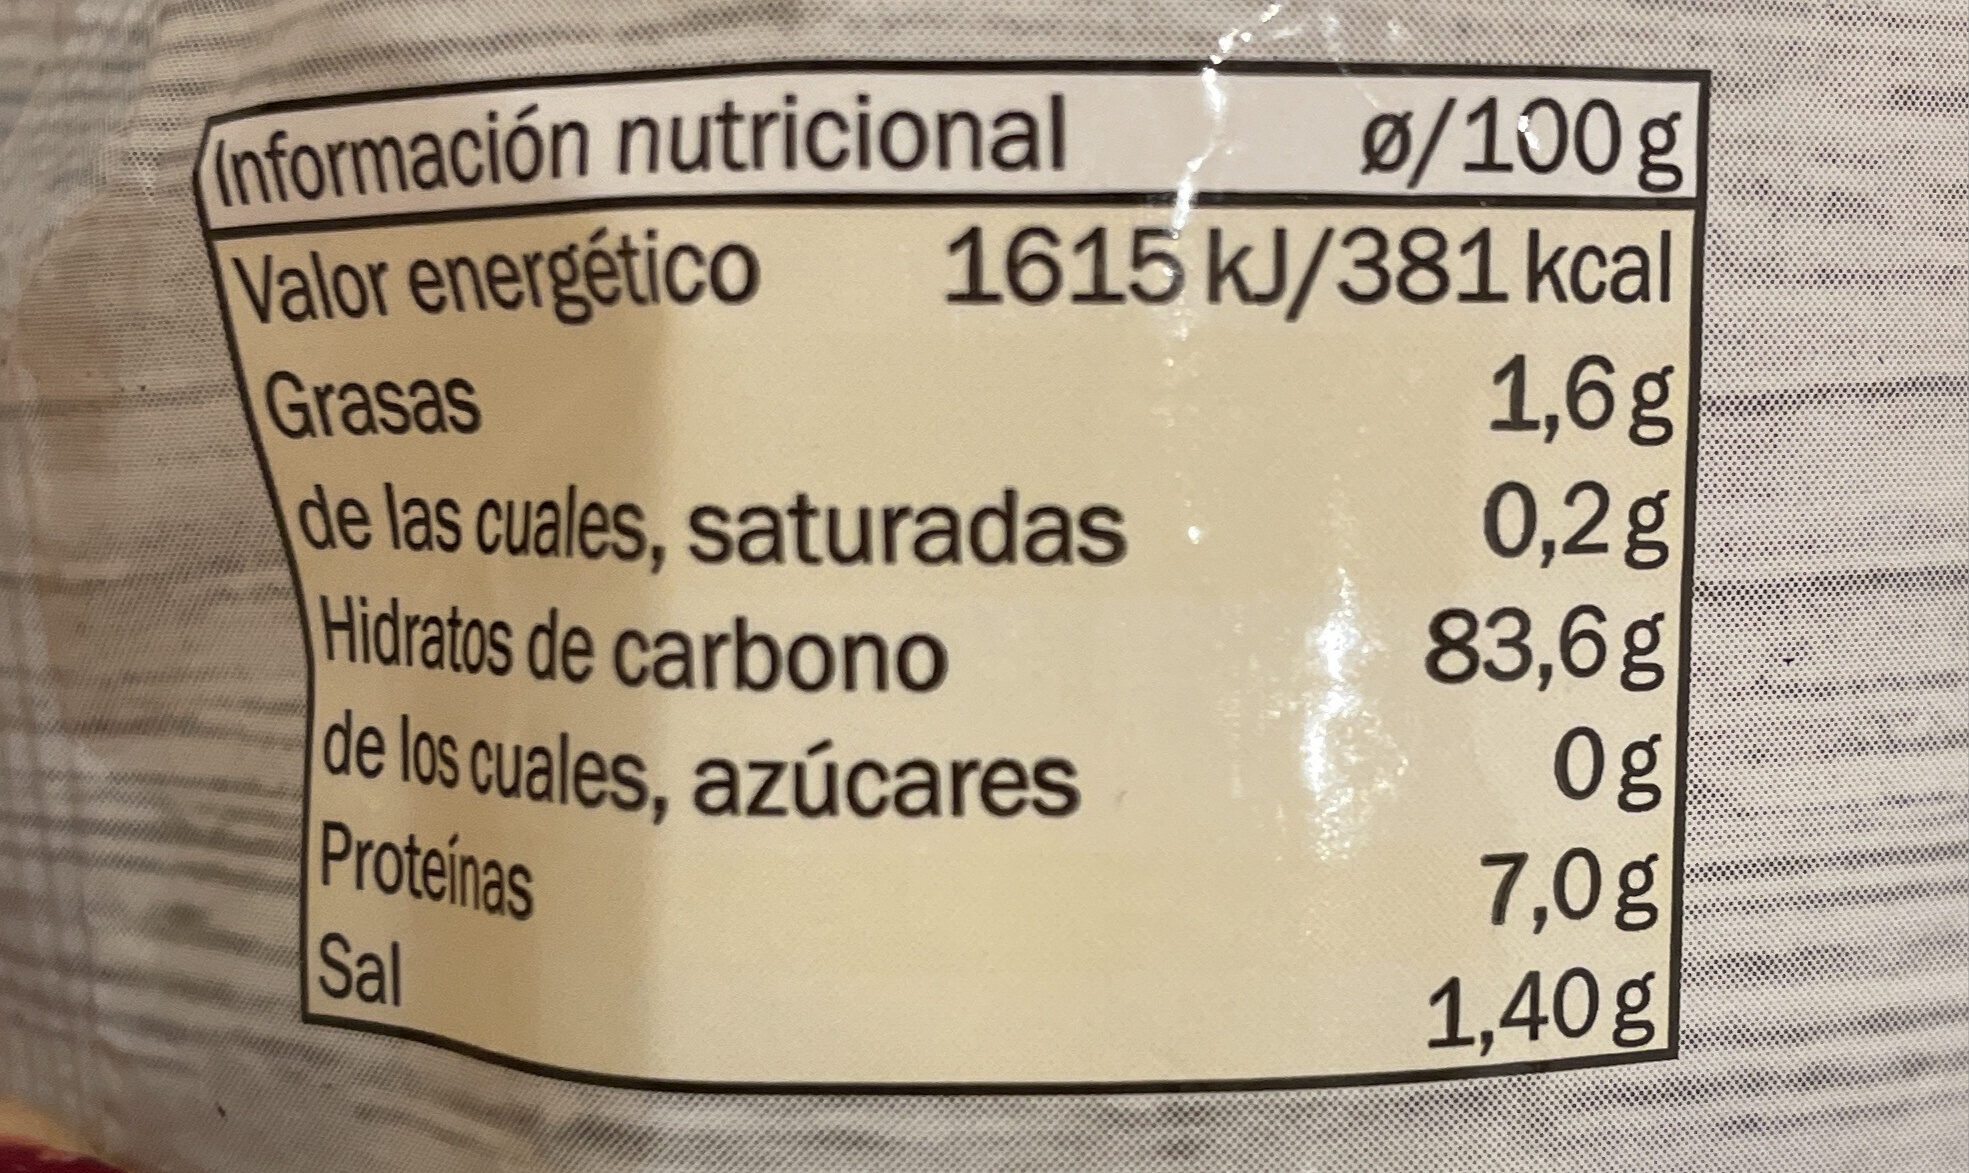 Información nutricional ø/100 g
Valor energético 1615 kJ/381 kcal
Grasas 1,6 g
de las cuales, saturadas 0,2 g
Hidratos de carbono 83,6 g
de los cuales, azúcares 0 g
Proteínas 7,0 g
Sal 1,40 g